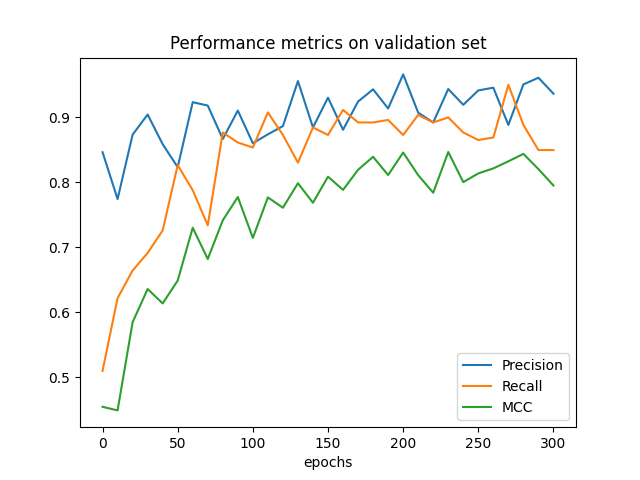 Performance metrics on validation set
0.9
0.8
0.7
0.6
0.5
Precision
Recall
MCC
0 50 100 150 200 250 300
epochs